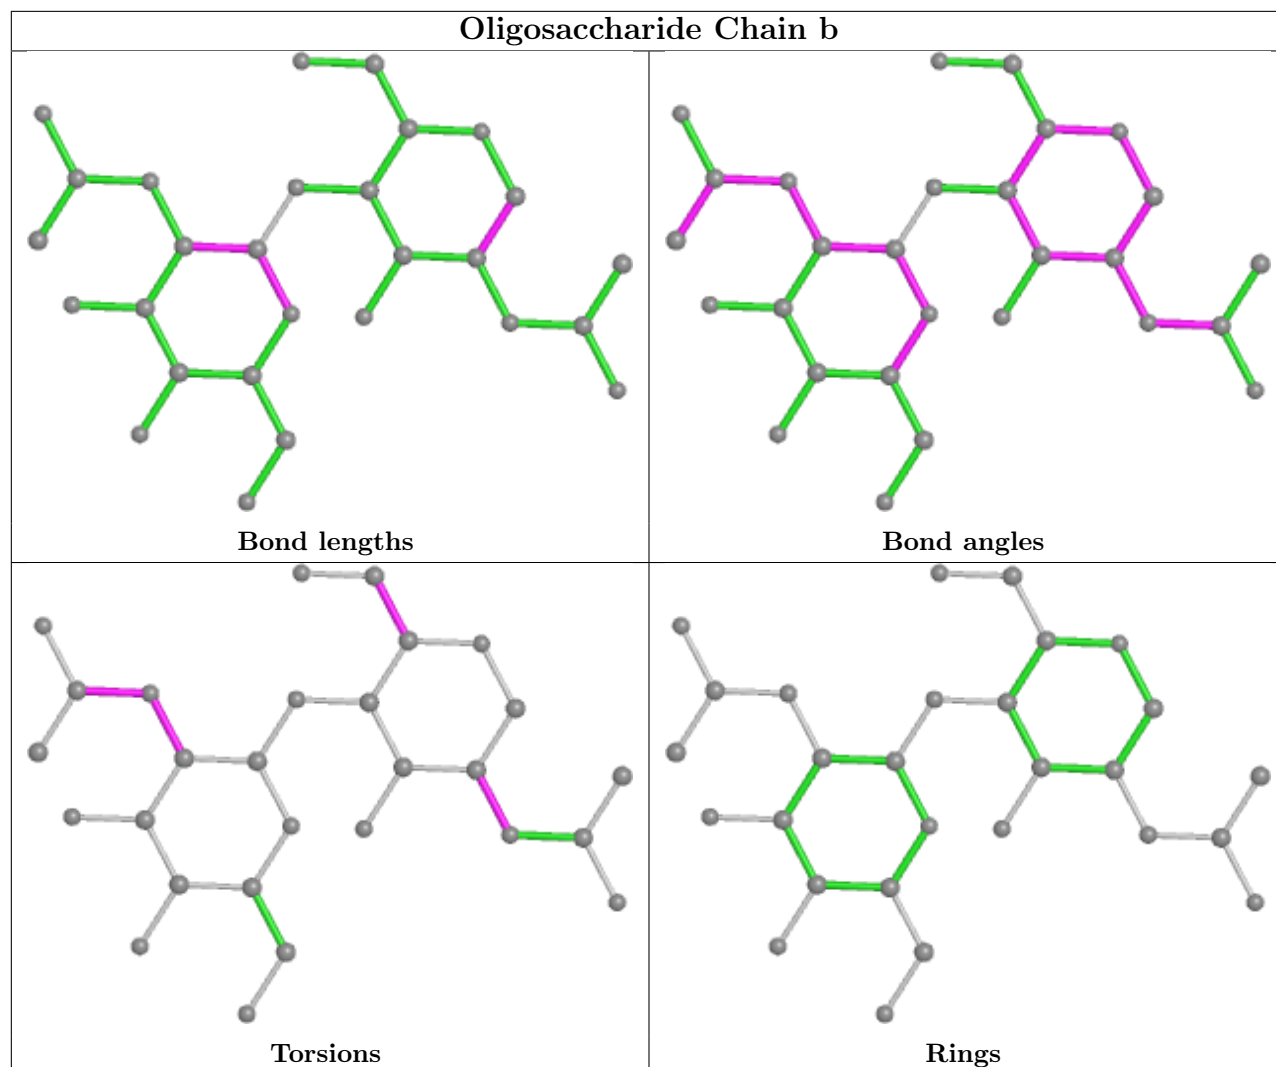 Oligosaccharide Chain b
Bond lengths
Bond angles
Torsions
Rings